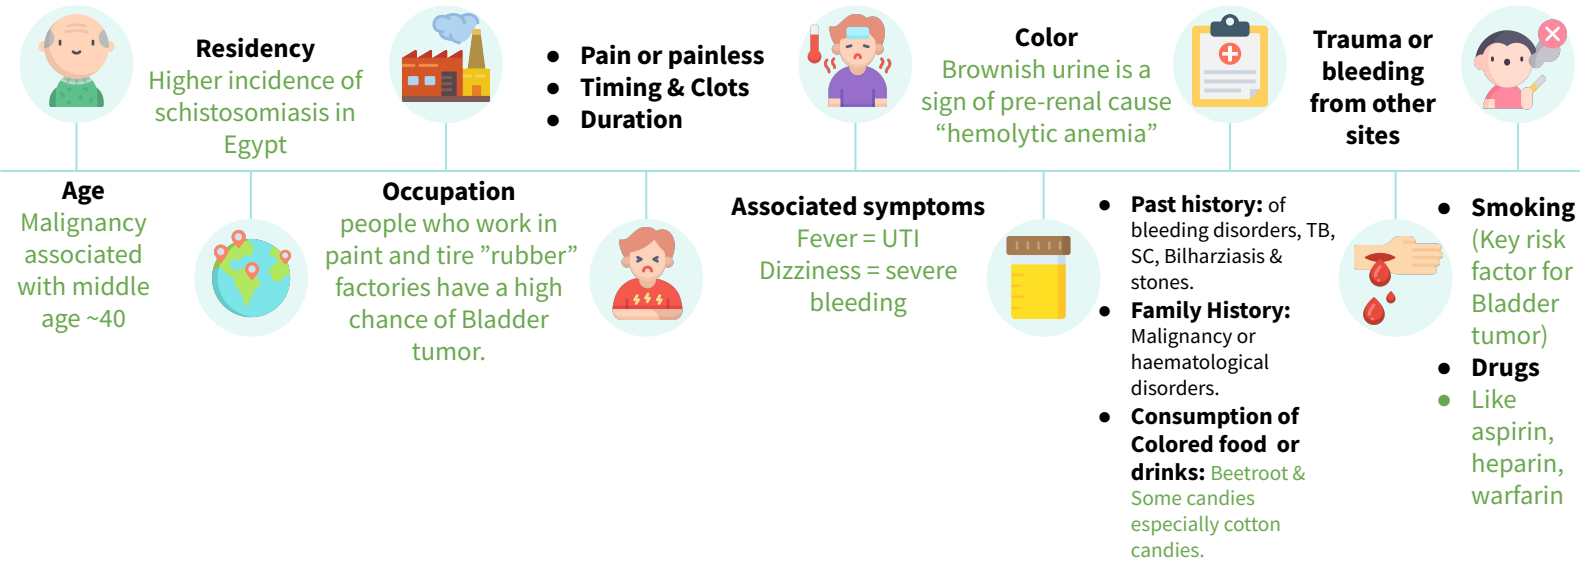 Age
Malignancy
associated
with middle
age ~40
Residency
Higher incidence of
schistosomiasis in
Egypt
Occupation
people who work in
paint and tire ”rubber”
factories have a high
chance of Bladder
tumor.
● Pain or painless
● Timing & Clots
● Duration
Associated symptoms
Fever = UTI
Dizziness = severe
bleeding
Color
Brownish urine is a
sign of pre-renal cause
“hemolytic anemia”
● Past history: of
bleeding disorders, TB,
SC, Bilharziasis &
stones.
● Family History:
Malignancy or
haematological
disorders.
● Consumption of
Colored food or
drinks: Beetroot &
Some candies
especially cotton
candies.
Trauma or
bleeding
from other
sites
● Smoking
(Key risk
factor for
Bladder
tumor)
● Drugs
● Like
aspirin,
heparin,
warfarin